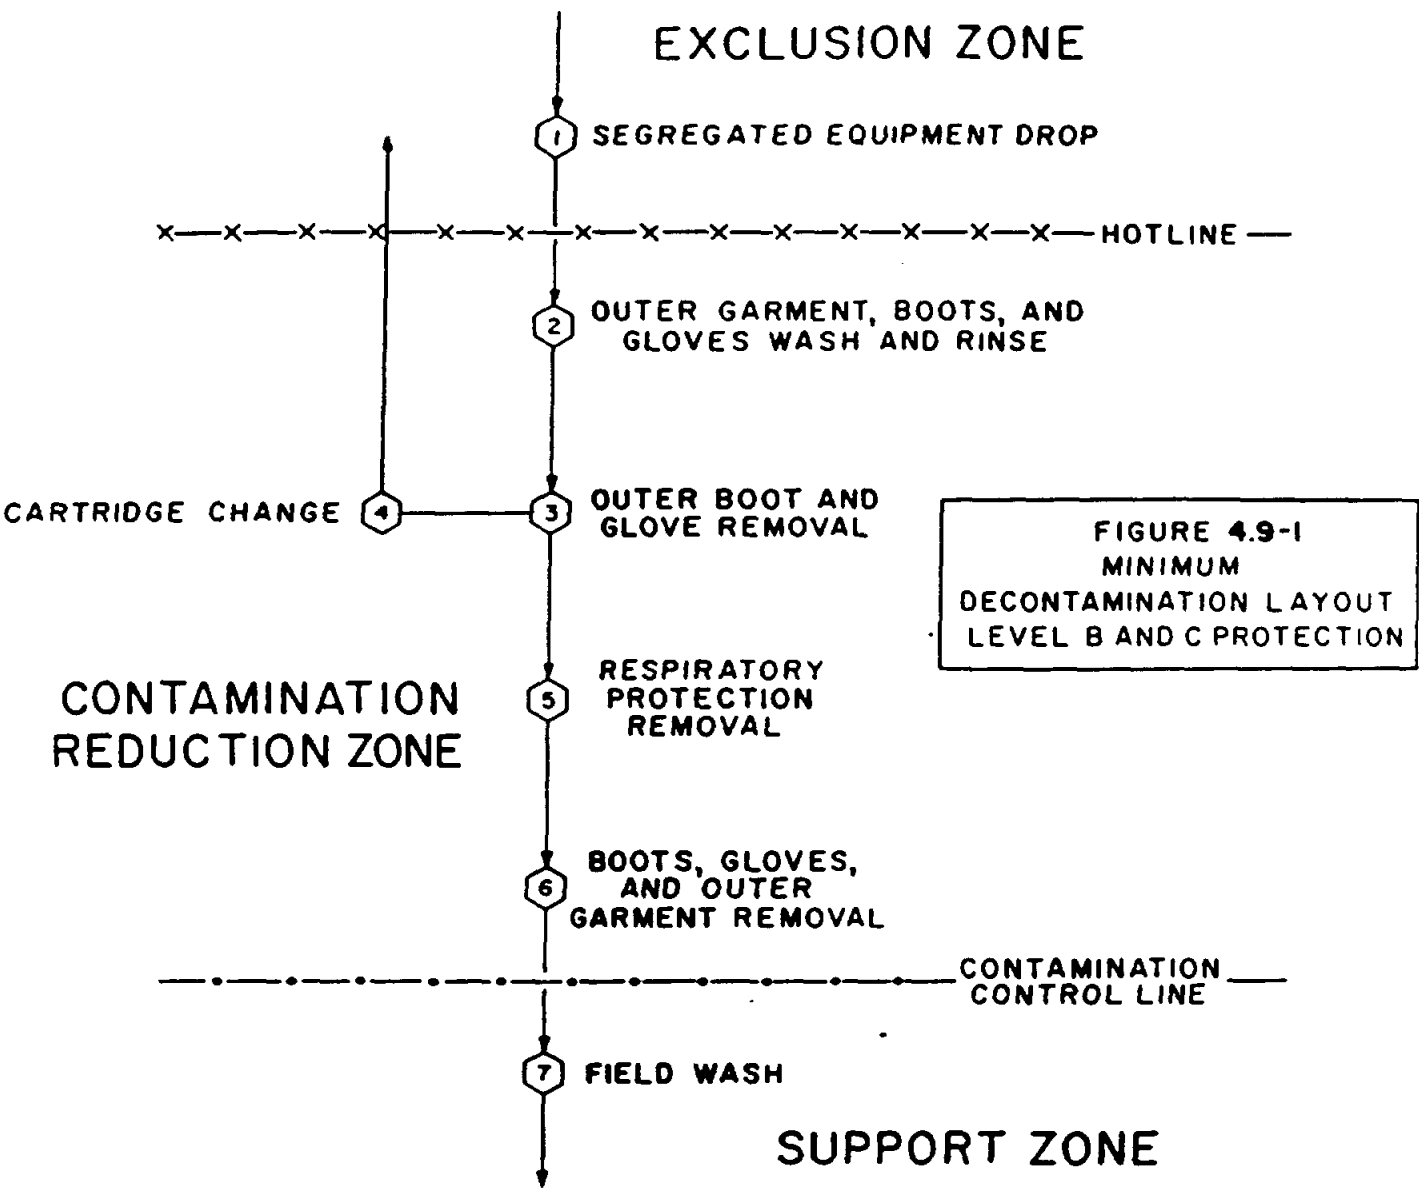 EXCLUSION ZONE
1 SEGREGATED EQUIPMENT DROP
HOTLINE
2 OUTER GARMENT, BOOTS, AND
GLOVES WASH AND RINSE
CARTRIDGE CHANGE 4
3 OUTER BOOT AND
GLOVE REMOVAL
FIGURE 4.9-1
MINIMUM
DECONTAMINATION LAYOUT
LEVEL B AND C PROTECTION
CONTAMINATION
REDUCTION ZONE
5 RESPIRATORY
PROTECTION
REMOVAL
6 BOOTS, GLOVES,
AND OUTER
GARMENT REMOVAL
CONTAMINATION
CONTROL LINE
7 FIELD WASH
SUPPORT ZONE